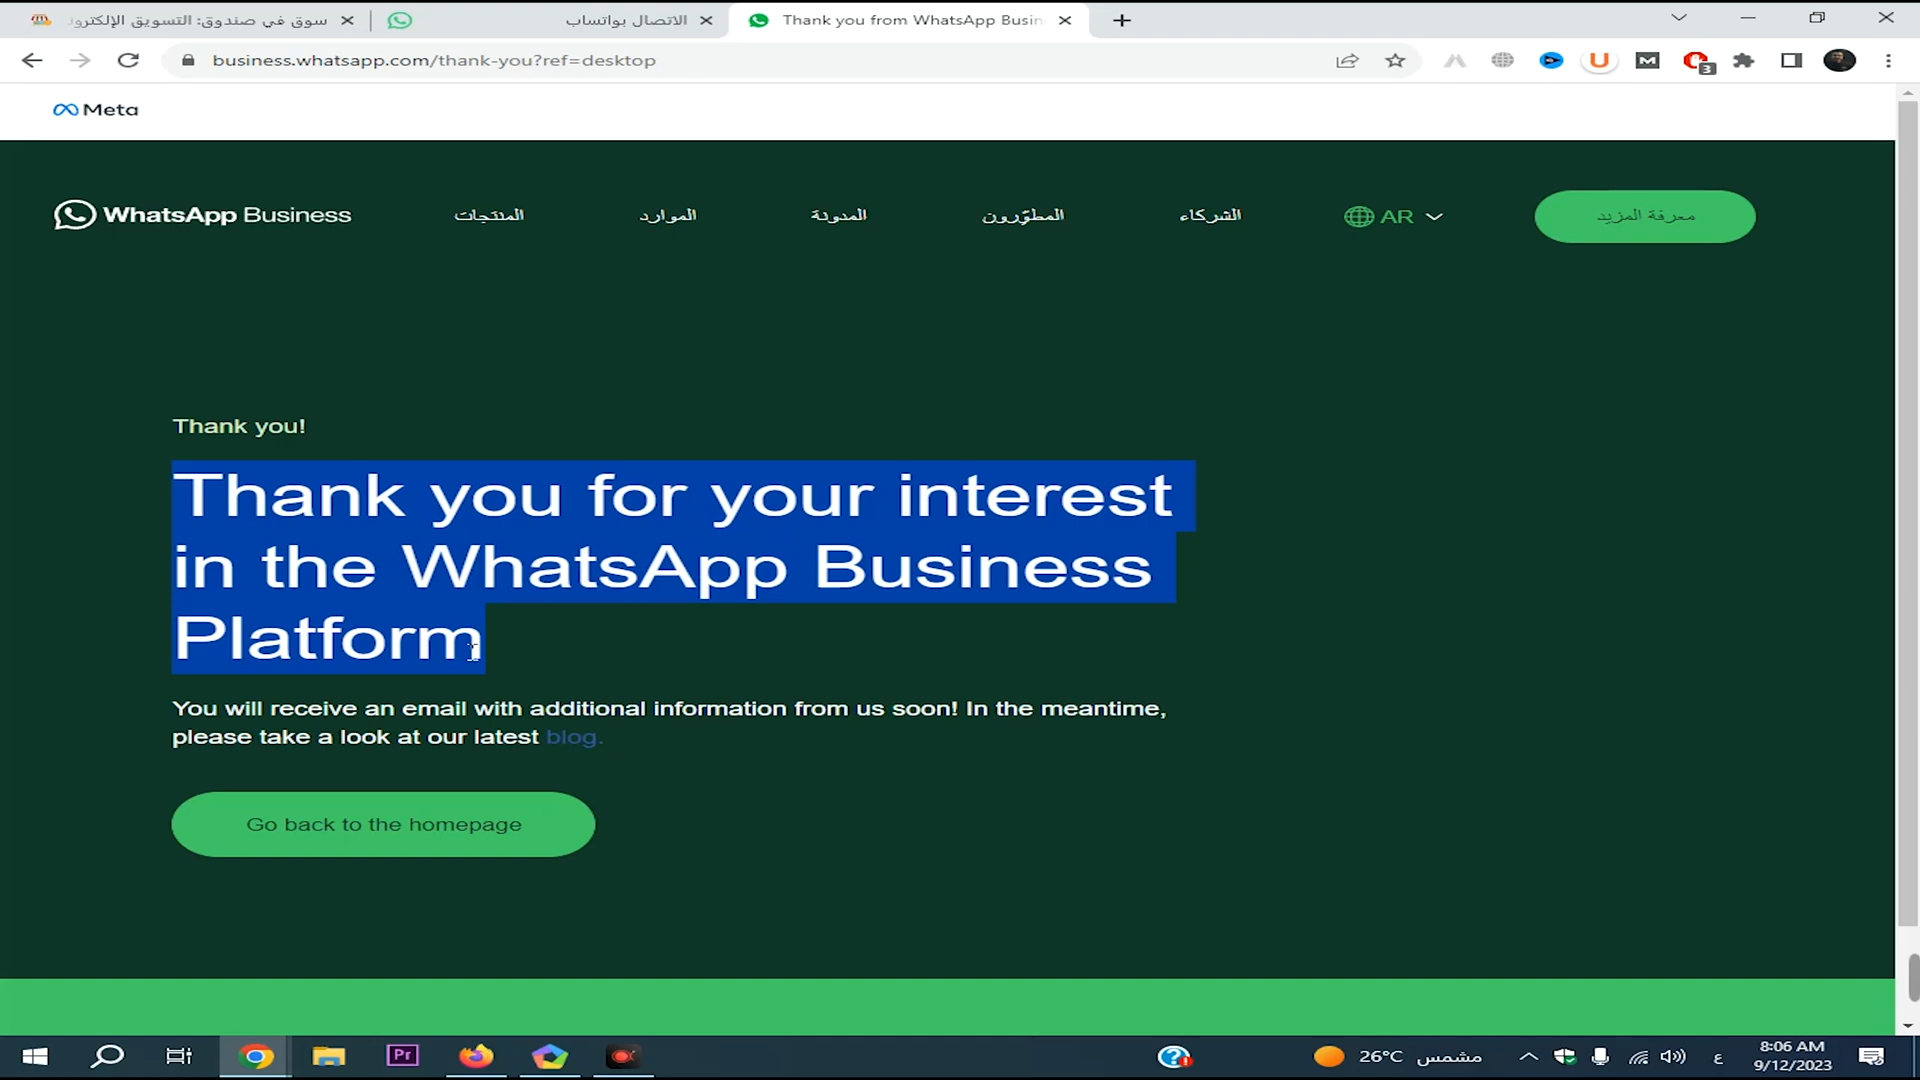 سوق في صندوق: التسويق الإلكترون
الاتصال بواتساب
Thank you from WhatsApp Busin
business.whatsapp.com/thank-you?ref=desktop
3
Meta
WhatsApp Business
المنتجات
الموارد
المدونة
المطوّرون
الشركاء
AR
معرفة المزيد
Thank you!
Thank you for your interest
in the WhatsApp Business
Platform
You will receive an email with additional information from us soon! In the meantime,
please take a look at our latest blog.
Go back to the homepage
Pr
26°C مشمس
ع
8:06 AM
9/12/2023